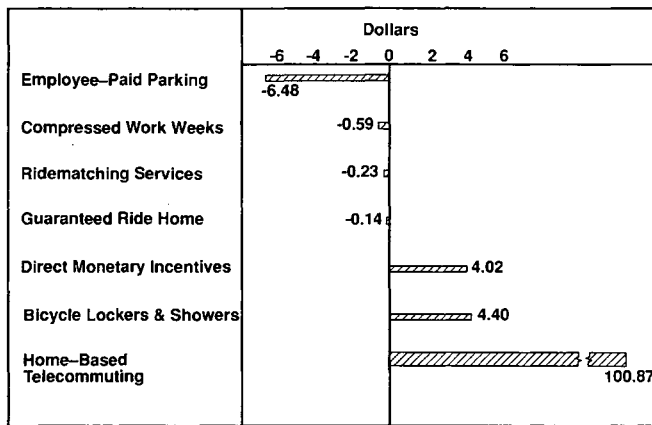 Dollars
-6 -4 -2 0 2 4 6
Employee–Paid Parking
-6.48
Compressed Work Weeks
-0.59
Ridematching Services
-0.23
Guaranteed Ride Home
-0.14
Direct Monetary Incentives
4.02
Bicycle Lockers & Showers
4.40
Home–Based
Telecommuting
100.87